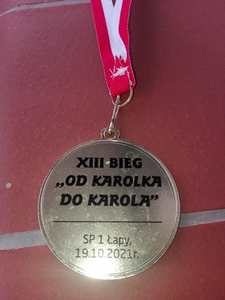 XIII BIEG
„OD KAROLKA
DO KAROLA”
SP 1 Łapy,
19.10.2021r.